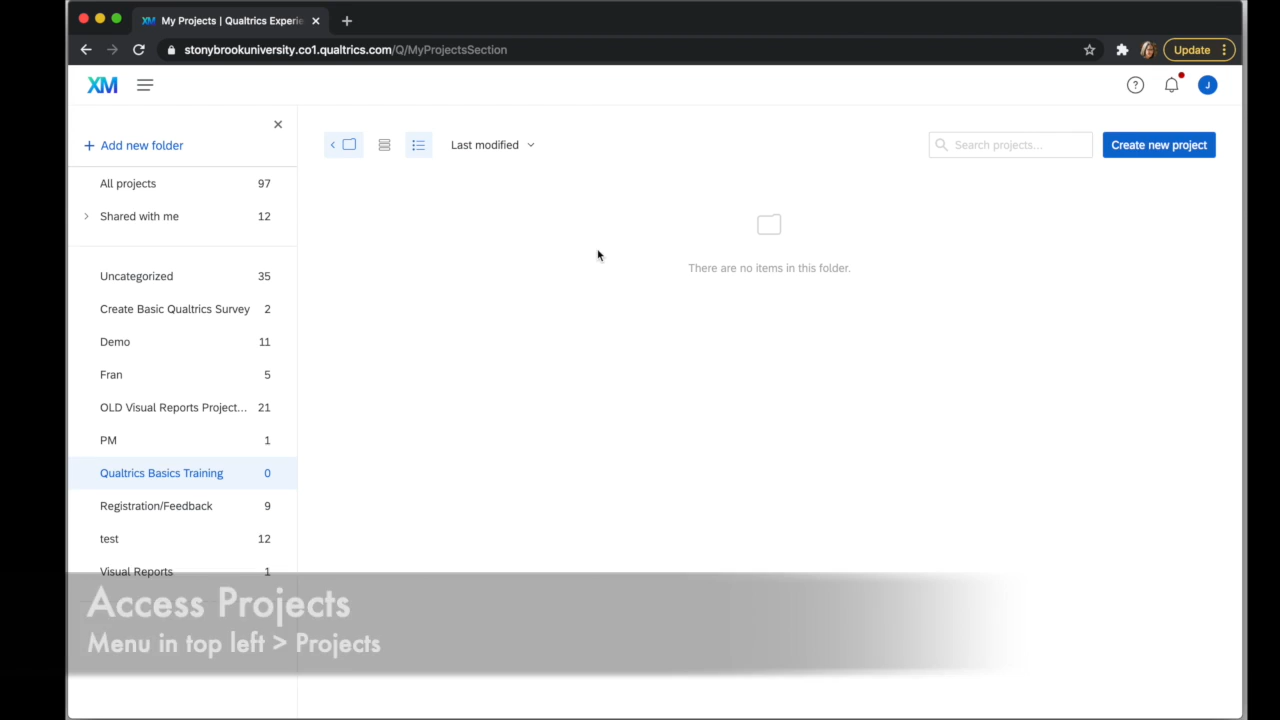 My Projects | Qualtrics Experie
stonybrookuniversity.co1.qualtrics.com/Q/MyProjectsSection
Update
XM
J
Add new folder
Last modified
Search projects...
Create new project
All projects 97
Shared with me 12
There are no items in this folder.
Uncategorized 35
Create Basic Qualtrics Survey 2
Demo 11
Fran 5
OLD Visual Reports Project... 21
PM 1
Qualtrics Basics Training 0
Registration/Feedback 9
test 12
Visual Reports 1
Access Projects
Menu in top left > Projects